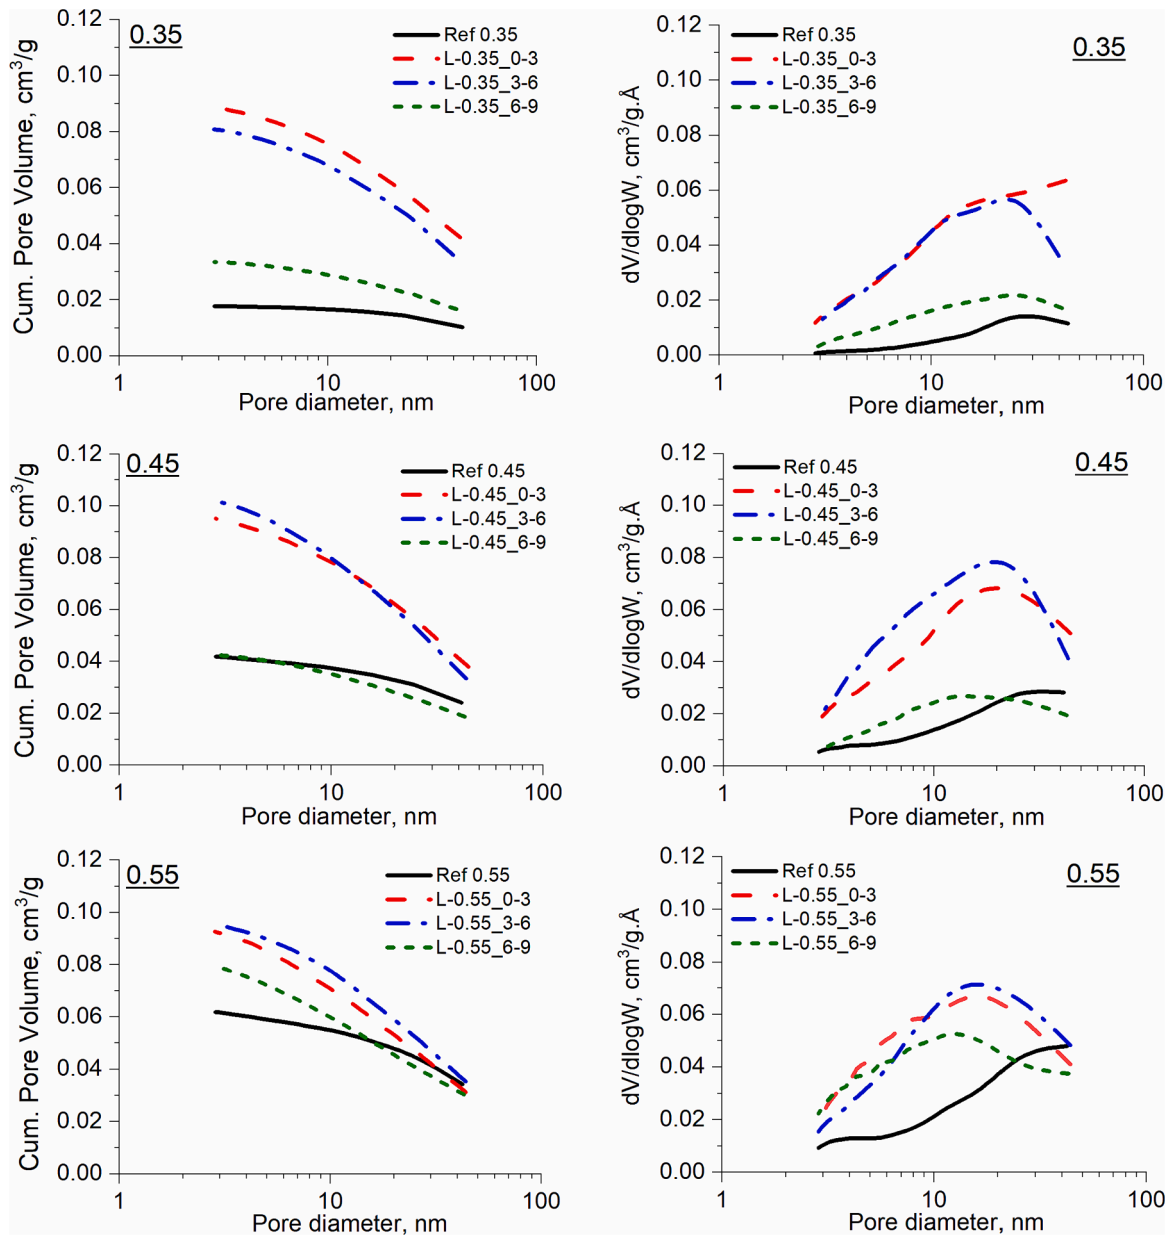 0.35
Ref 0.35
L-0.35_0-3
L-0.35_3-6
L-0.35_6-9
Cum. Pore Volume, cm³/g
0.12
0.10
0.08
0.06
0.04
0.02
0.00
1 10 100
Pore diameter, nm
0.35
Ref 0.35
L-0.35_0-3
L-0.35_3-6
L-0.35_6-9
dV/dlogW, cm³/g.Å
0.12
0.10
0.08
0.06
0.04
0.02
0.00
1 10 100
Pore diameter, nm
0.45
Ref 0.45
L-0.45_0-3
L-0.45_3-6
L-0.45_6-9
Cum. Pore Volume, cm³/g
0.12
0.10
0.08
0.06
0.04
0.02
0.00
1 10 100
Pore diameter, nm
0.45
Ref 0.45
L-0.45_0-3
L-0.45_3-6
L-0.45_6-9
dV/dlogW, cm³/g.Å
0.12
0.10
0.08
0.06
0.04
0.02
0.00
1 10 100
Pore diameter, nm
0.55
Ref 0.55
L-0.55_0-3
L-0.55_3-6
L-0.55_6-9
Cum. Pore Volume, cm³/g
0.12
0.10
0.08
0.06
0.04
0.02
0.00
1 10 100
Pore diameter, nm
0.55
Ref 0.55
L-0.55_0-3
L-0.55_3-6
L-0.55_6-9
dV/dlogW, cm³/g.Å
0.12
0.10
0.08
0.06
0.04
0.02
0.00
1 10 100
Pore diameter, nm